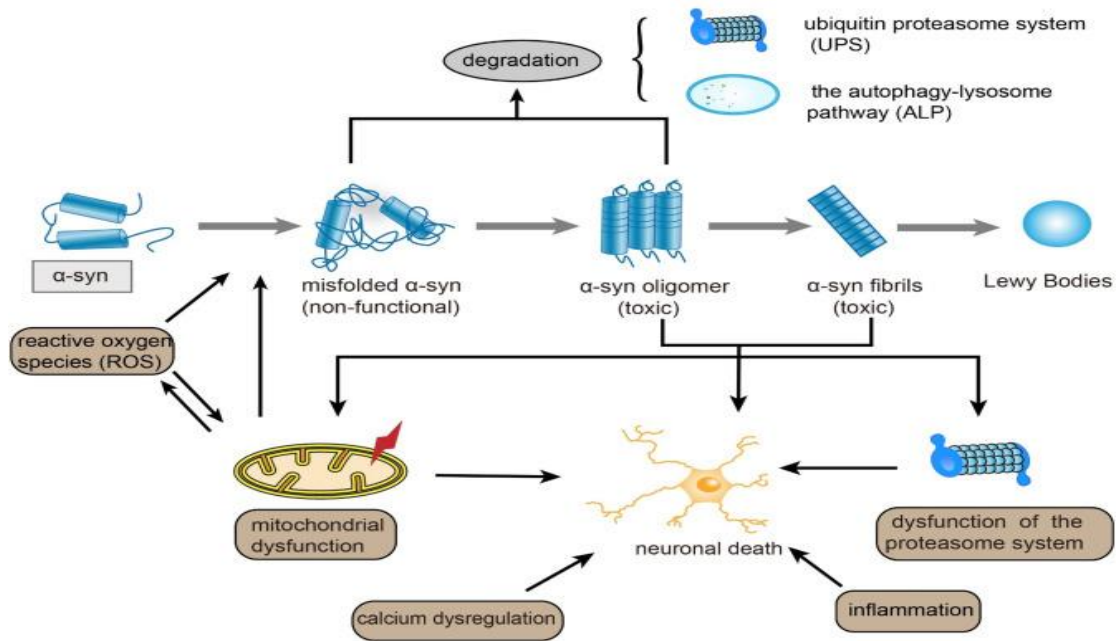 degradation
ubiquitin proteasome system
(UPS)
the autophagy-lysosome
pathway (ALP)
α-syn
misfolded α-syn
(non-functional)
α-syn oligomer
(toxic)
α-syn fibrils
(toxic)
Lewy Bodies
reactive oxygen
species (ROS)
mitochondrial
dysfunction
neuronal death
dysfunction of the
proteasome system
calcium dysregulation
inflammation